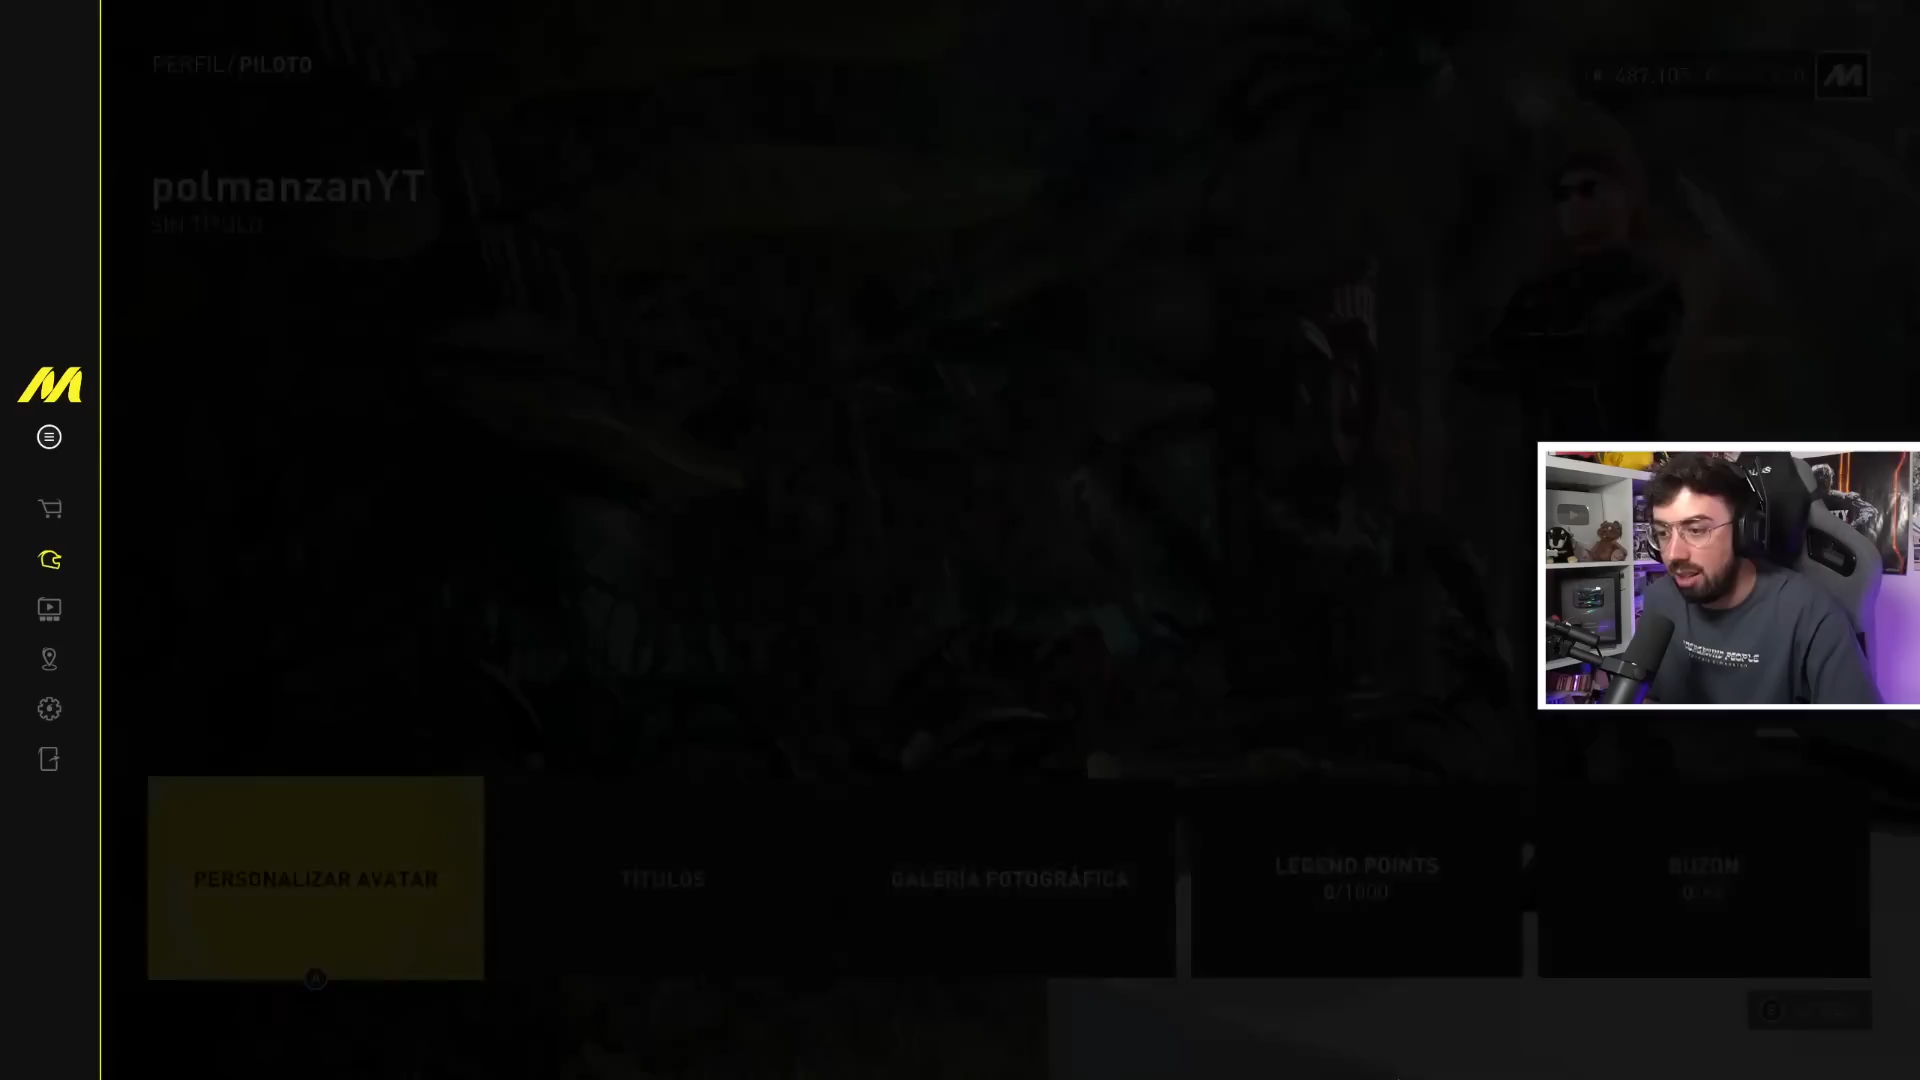 PERFIL/PILOTO
polmanzanYT
SIN TÍTULO
PERSONALIZAR AVATAR
TÍTULOS
GALERÍA FOTOGRÁFICA
LEGEND POINTS
0/1000
BUZÓN